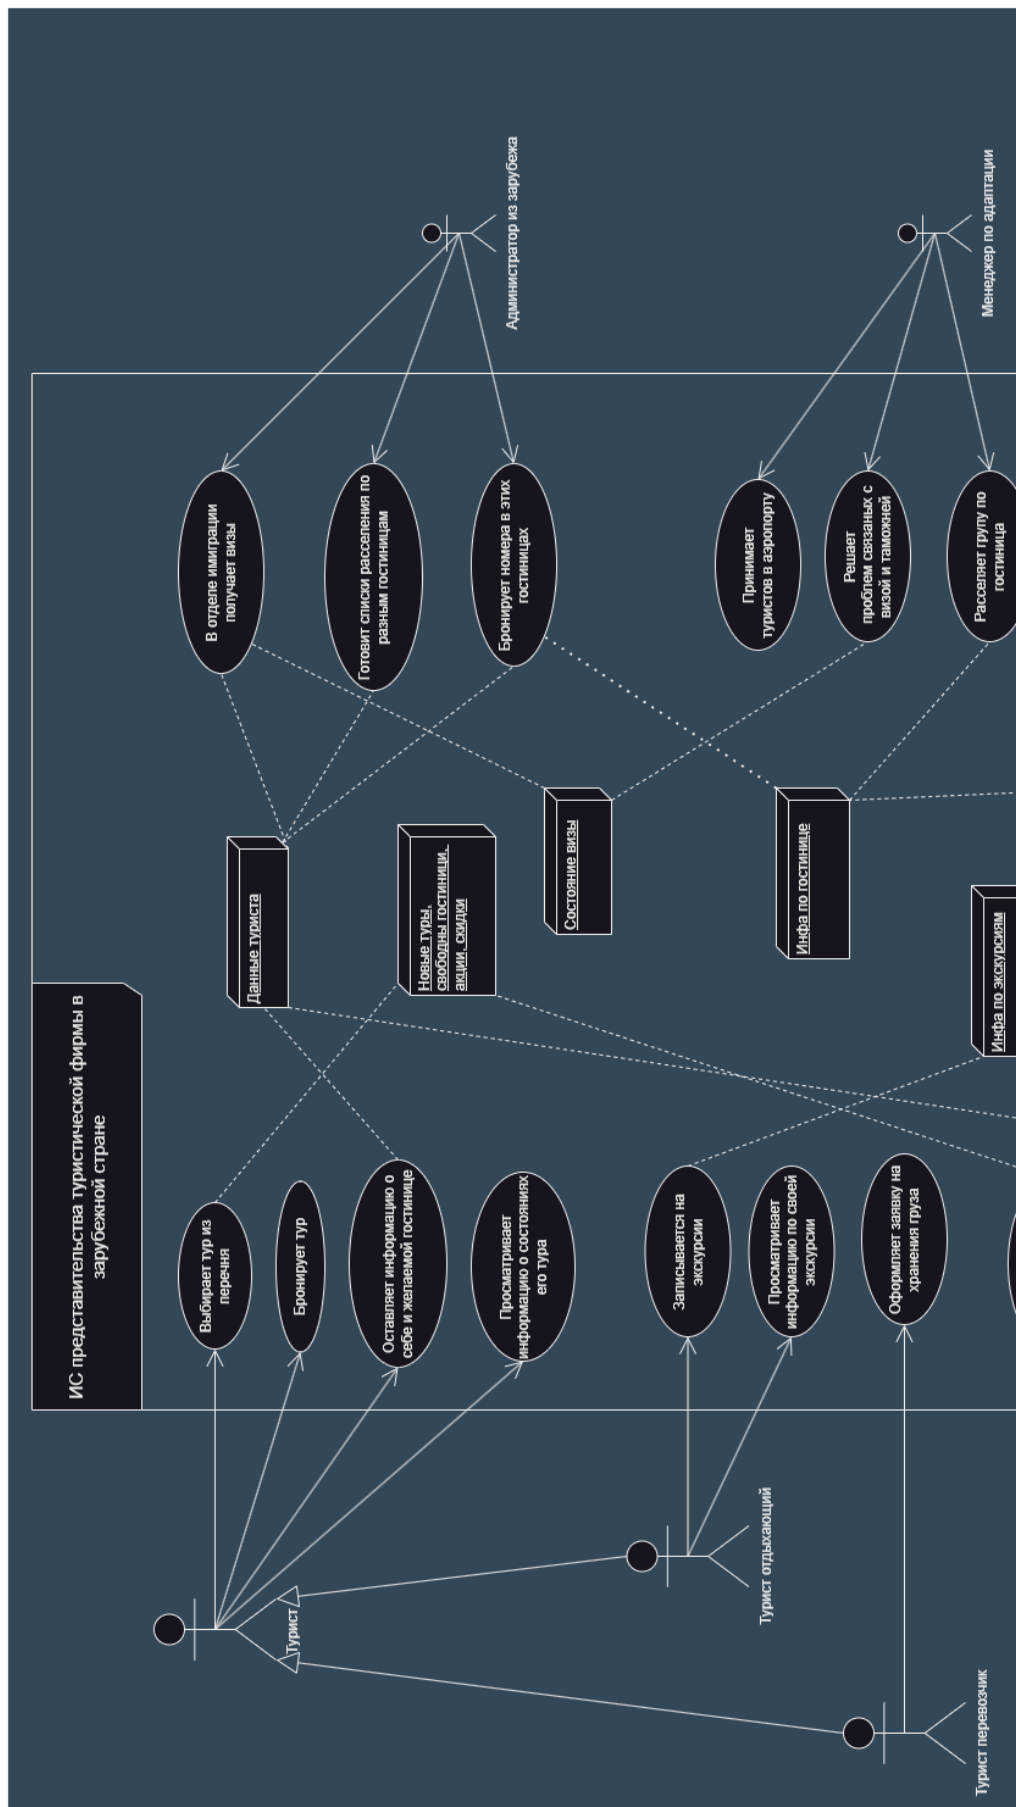 ИС представительства туристической фирмы в
зарубежной стране
Турист
Турист отдыхающий
Турист перевозчик
Выбирает тур из
перечня
Бронирует тур
Оставляет информацию о
себе и желаемой гостинице
Просматривает
информацию о состояниях
его тура
Записывается на
экскурсии
Просматривает
информацию по своей
экскурсии
Оформляет заявку на
хранения груза
Данные туриста
Новые туры,
свободны гостиници,
акции, скидки
Состояние визы
Инфа по гостинице
Инфа по экскурсиям
В отделе имиграции
получает визы
Готовит списки расселения по
разным гостиницам
Бронирует номера в этих
гостиницах
Принимает
туристов в аэропорту
Решает
проблем связаных с
визой и таможней
Расселяет групу по
гостиница
Администратор из зарубежа
Менеджер по адаптации